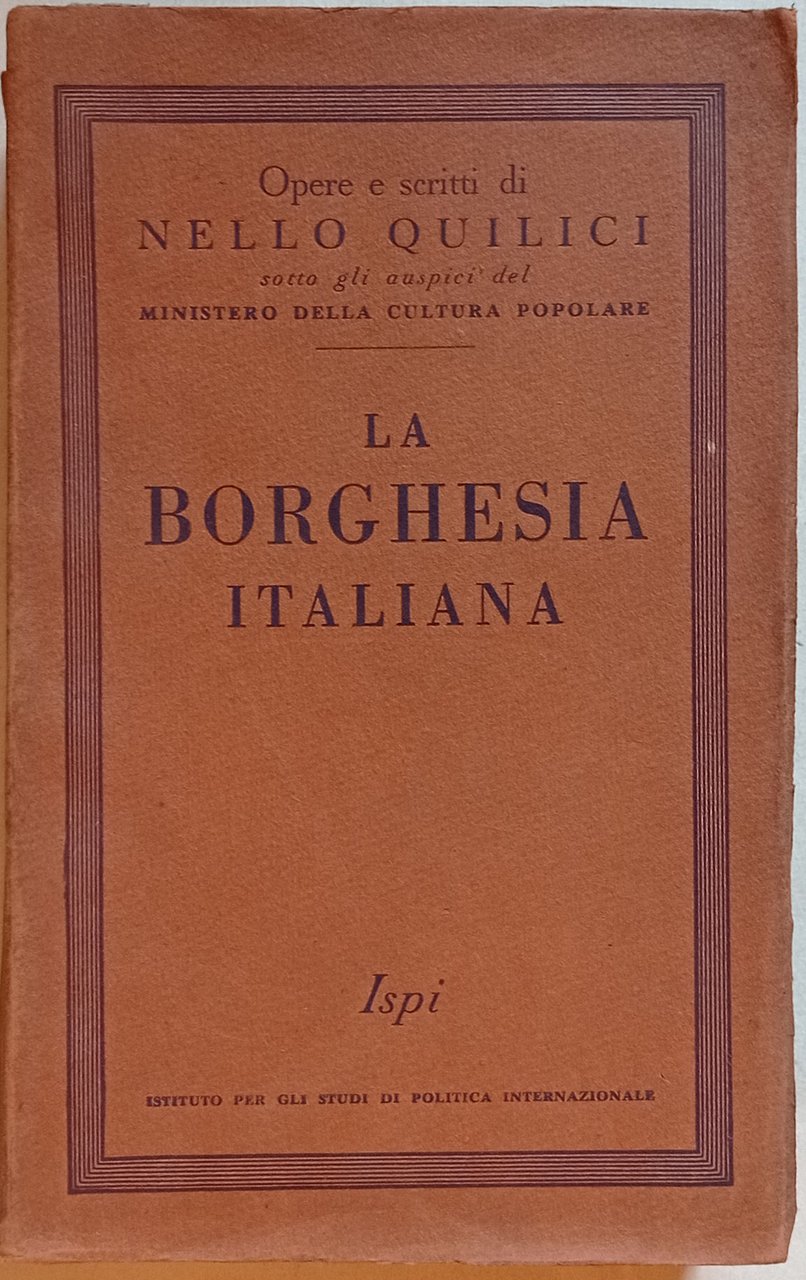 Opere e scritti di
NELLO QUILICI
sotto gli auspici del
MINISTERO DELLA CULTURA POPOLARE
LA
BORGHESIA
ITALIANA
Ispi
ISTITUTO PER GLI STUDI DI POLITICA INTERNAZIONALE